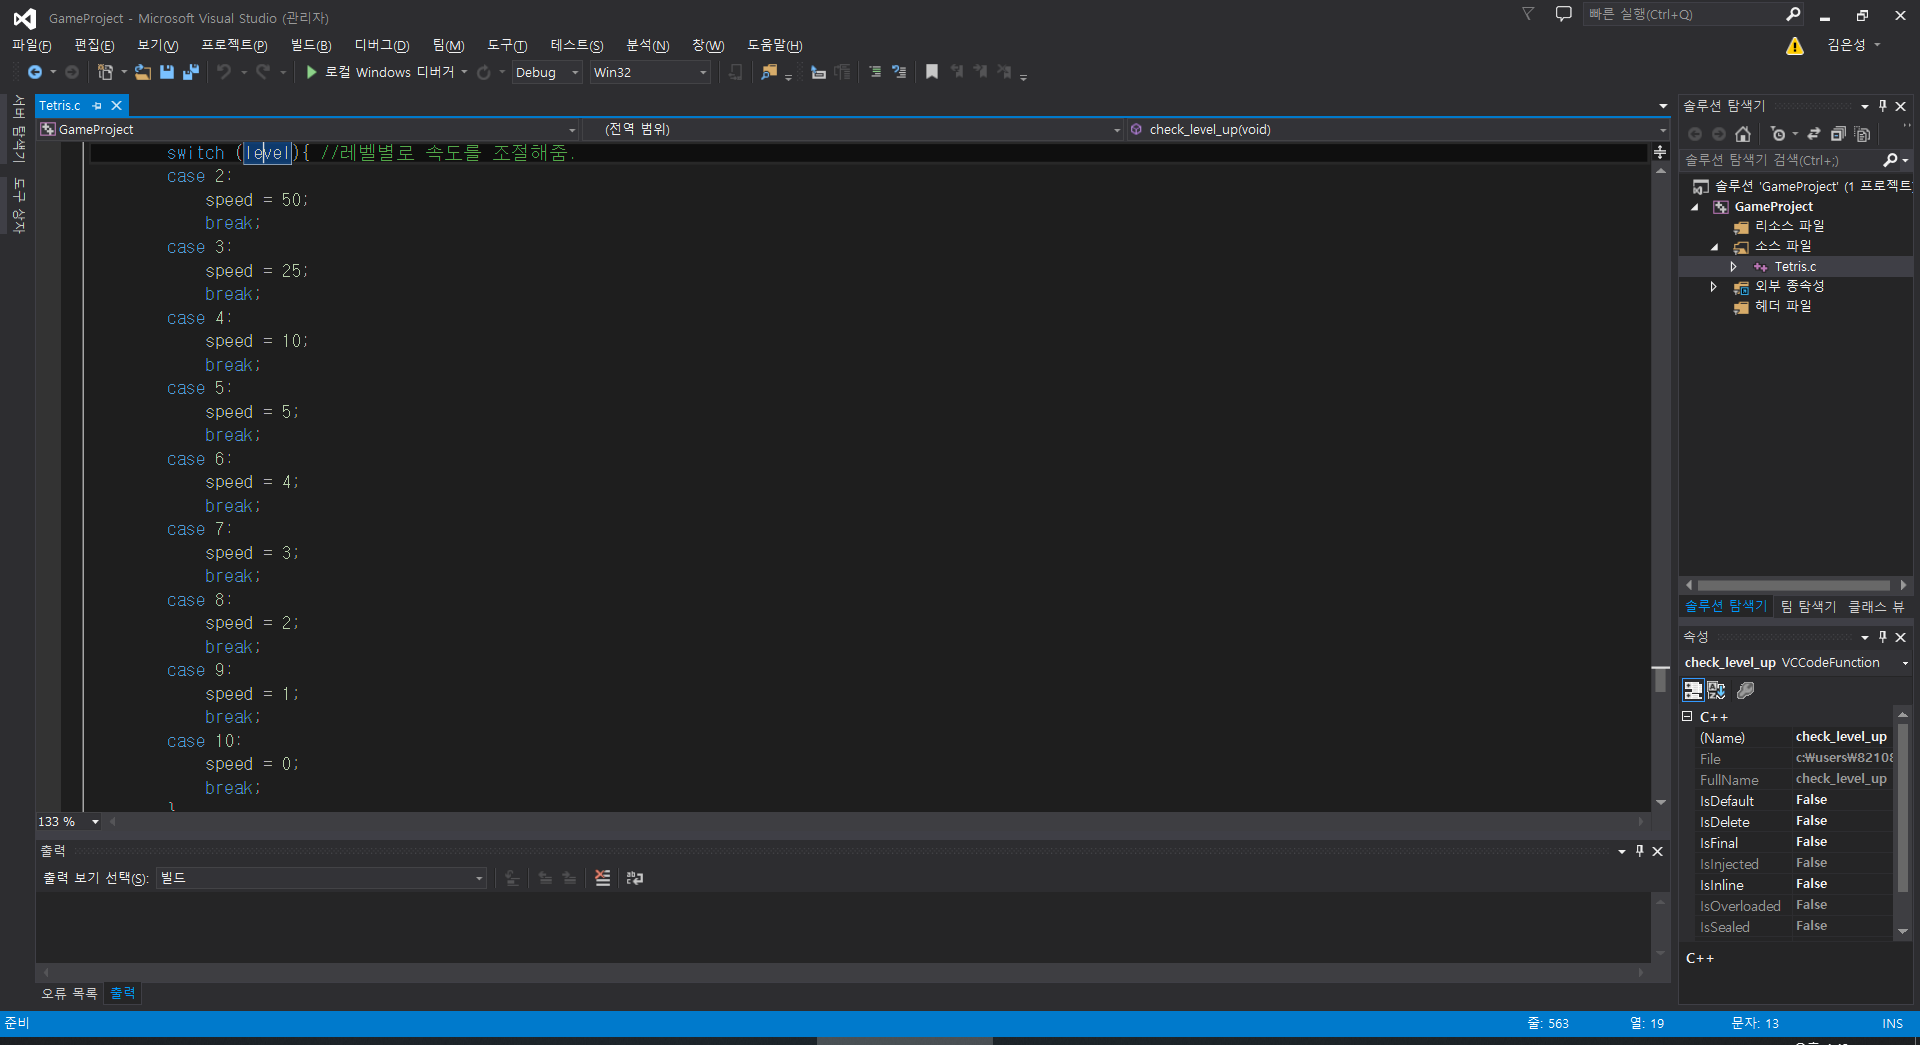 GameProject - Microsoft Visual Studio (관리자)
빠른 실행(Ctrl+Q)
파일(F) 편집(E) 보기(V) 프로젝트(P) 빌드(B) 디버그(D) 팀(M) 도구(T) 테스트(S) 분석(N) 창(W) 도움말(H)
김은성
로컬 Windows 디버거 Debug Win32
서버 탐색기
도구 상자
Tetris.c
GameProject (전역 범위) check_level_up(void)
switch (level){ //레벨별로 속도를 조절해줌.
case 2:
speed = 50;
break;
case 3:
speed = 25;
break;
case 4:
speed = 10;
break;
case 5:
speed = 5;
break;
case 6:
speed = 4;
break;
case 7:
speed = 3;
break;
case 8:
speed = 2;
break;
case 9:
speed = 1;
break;
case 10:
speed = 0;
break;
}
133 %
출력
출력 보기 선택(S): 빌드
오류 목록 출력
솔루션 탐색기
솔루션 탐색기 검색(Ctrl+;)
솔루션 'GameProject' (1 프로젝트)
GameProject
리소스 파일
소스 파일
Tetris.c
외부 종속성
헤더 파일
솔루션 탐색기 팀 탐색기 클래스 뷰
속성
check_level_up VCCodeFunction
C++
(Name) check_level_up
File c:₩users₩82108
FullName check_level_up
IsDefault False
IsDelete False
IsFinal False
IsInjected False
IsInline False
IsOverloaded False
IsSealed False
C++
준비 줄: 563 열: 19 문자: 13 INS